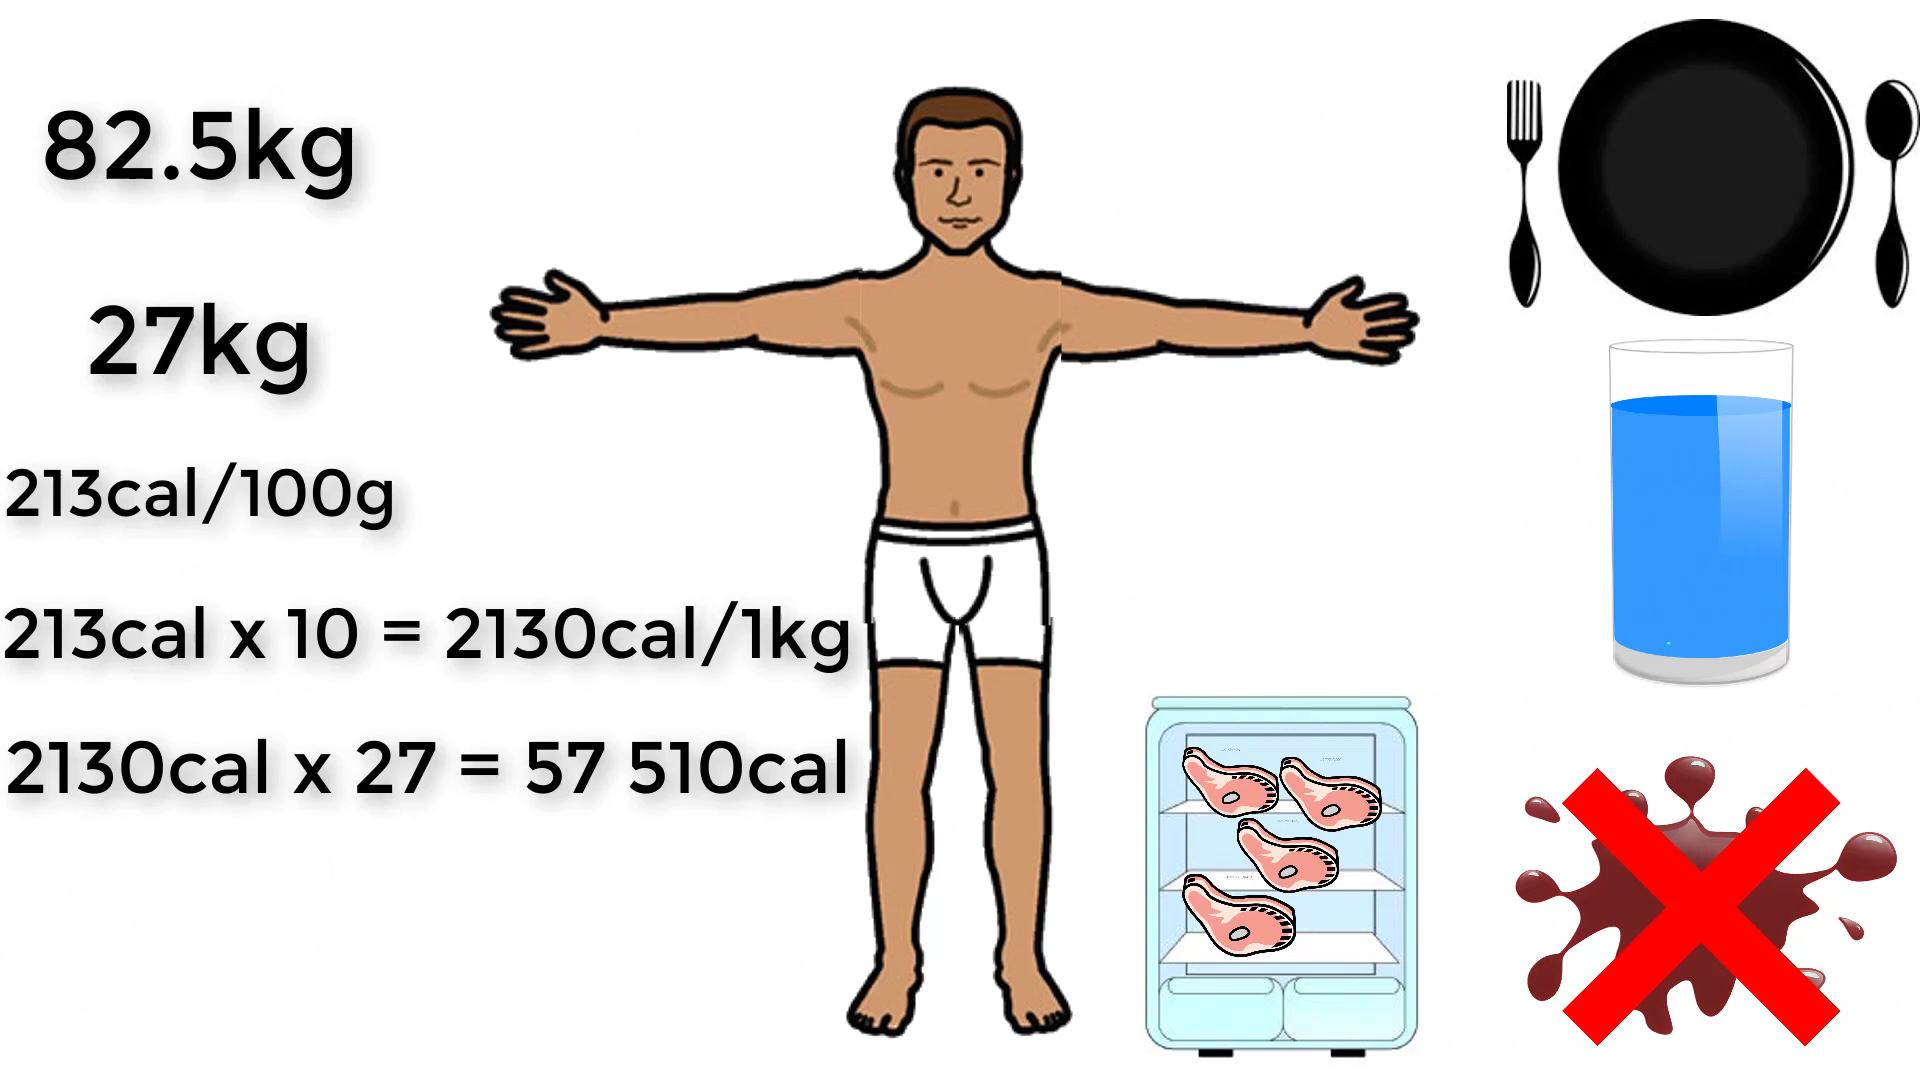 82.5kg
27kg
213cal/100g
213cal x 10 = 2130cal/1kg
2130cal x 27 = 57 510cal